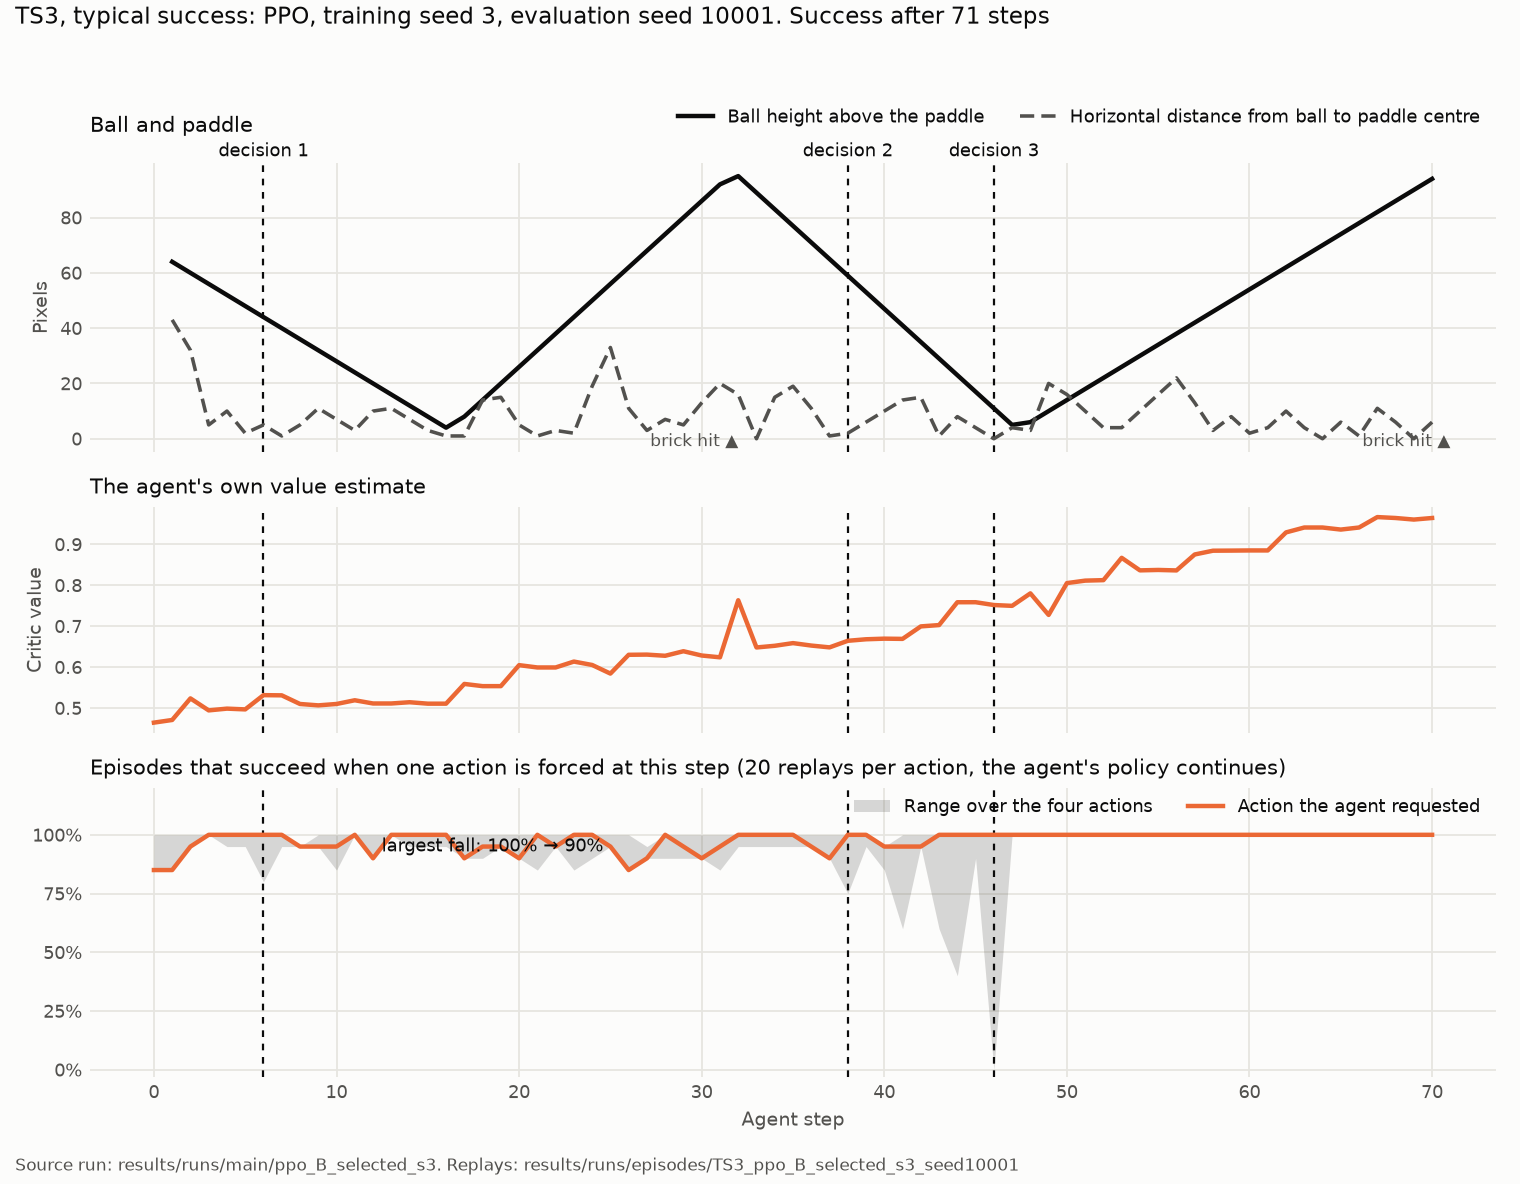 TS3, typical success: PPO, training seed 3, evaluation seed 10001. Success after 71 steps
Ball and paddle
Ball height above the paddle
Horizontal distance from ball to paddle centre
decision 1
decision 2
decision 3
80
60
40
20
0
Pixels
brick hit ▲
brick hit ▲
The agent's own value estimate
0.9
0.8
0.7
0.6
0.5
Critic value
Episodes that succeed when one action is forced at this step (20 replays per action, the agent's policy continues)
Range over the four actions
Action the agent requested
100%
75%
50%
25%
0%
largest fall: 100% → 90%
0
10
20
30
40
50
60
70
Agent step
Source run: results/runs/main/ppo_B_selected_s3. Replays: results/runs/episodes/TS3_ppo_B_selected_s3_seed10001